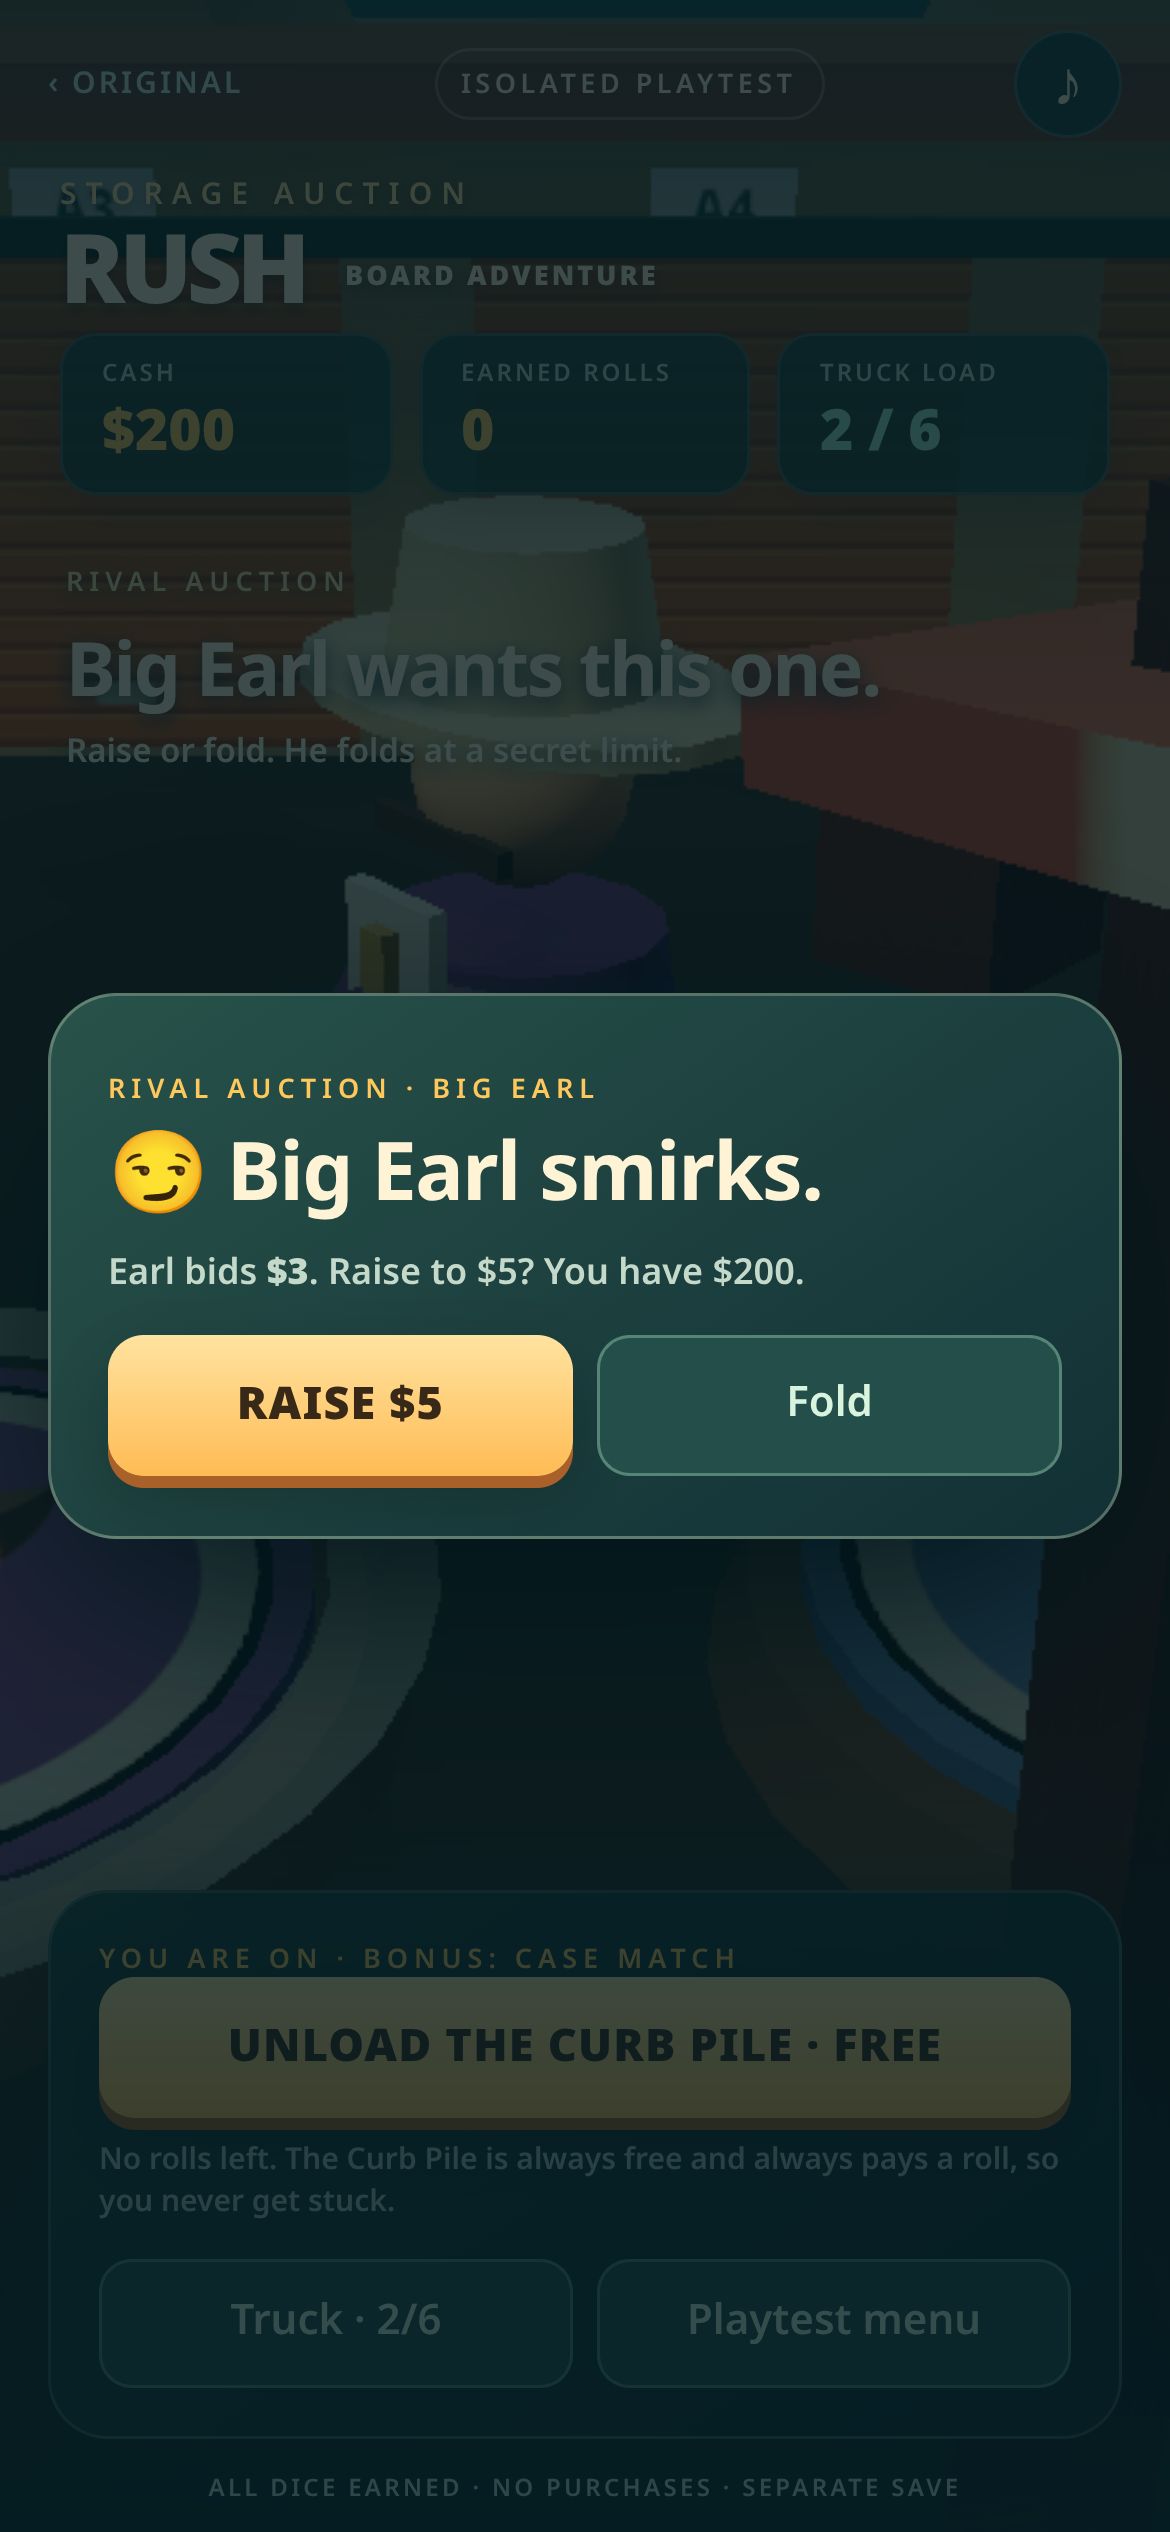 ‹ ORIGINAL
ISOLATED PLAYTEST
A3
A4
STORAGE AUCTION
RUSH
BOARD ADVENTURE
CASH
EARNED ROLLS
TRUCK LOAD
$200
0
2 / 6
RIVAL AUCTION
Big Earl wants this one.
Raise or fold. He folds at a secret limit.
RIVAL AUCTION · BIG EARL
😏 Big Earl smirks.
Earl bids $3. Raise to $5? You have $200.
RAISE $5
Fold
YOU ARE ON · BONUS: CASE MATCH
UNLOAD THE CURB PILE · FREE
No rolls left. The Curb Pile is always free and always pays a roll, so
you never get stuck.
Truck · 2/6
Playtest menu
ALL DICE EARNED · NO PURCHASES · SEPARATE SAVE